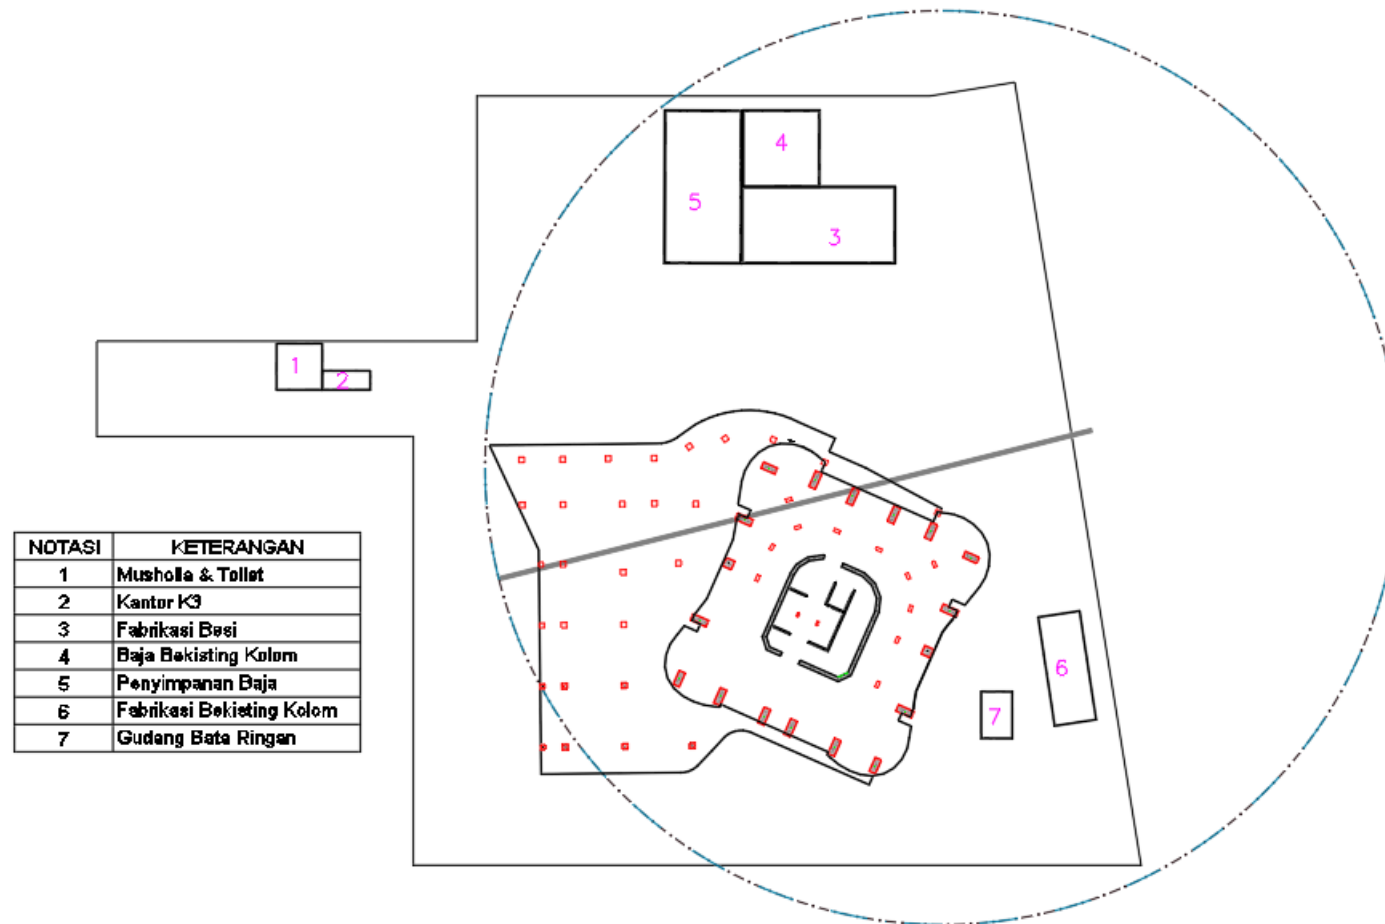 4
5
3
1
2
NOTASI KETERANGAN
1 Musholla & Toilet
2 Kantor K3
3 Fabrikasi Besi
4 Baja Bekisting Kolom
5 Penyimpanan Baja
6 Fabrikasi Bekisting Kolom
7 Gudang Bata Ringan
6
7